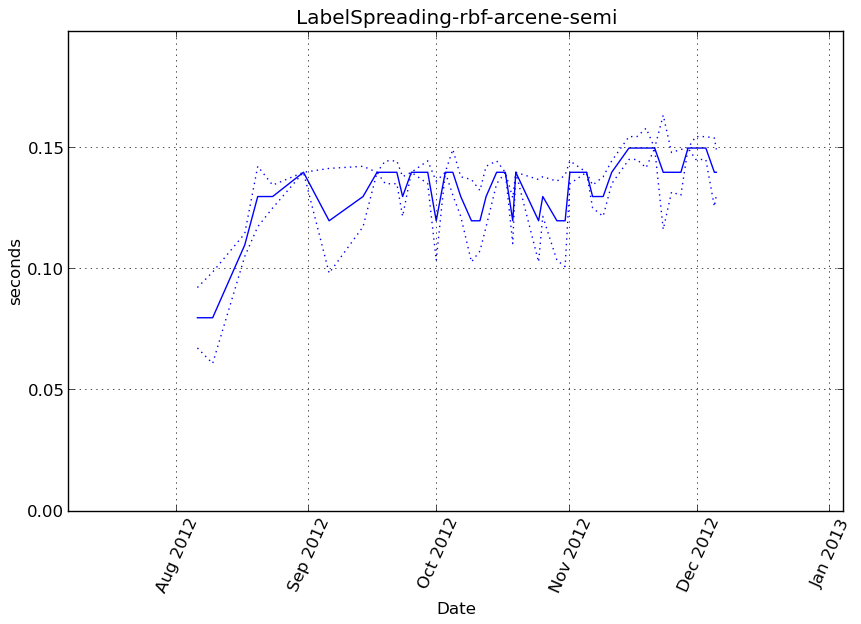 LabelSpreading-rbf-arcene-semi
seconds
0.15
0.10
0.05
0.00
Aug 2012
Sep 2012
Oct 2012
Nov 2012
Dec 2012
Jan 2013
Date